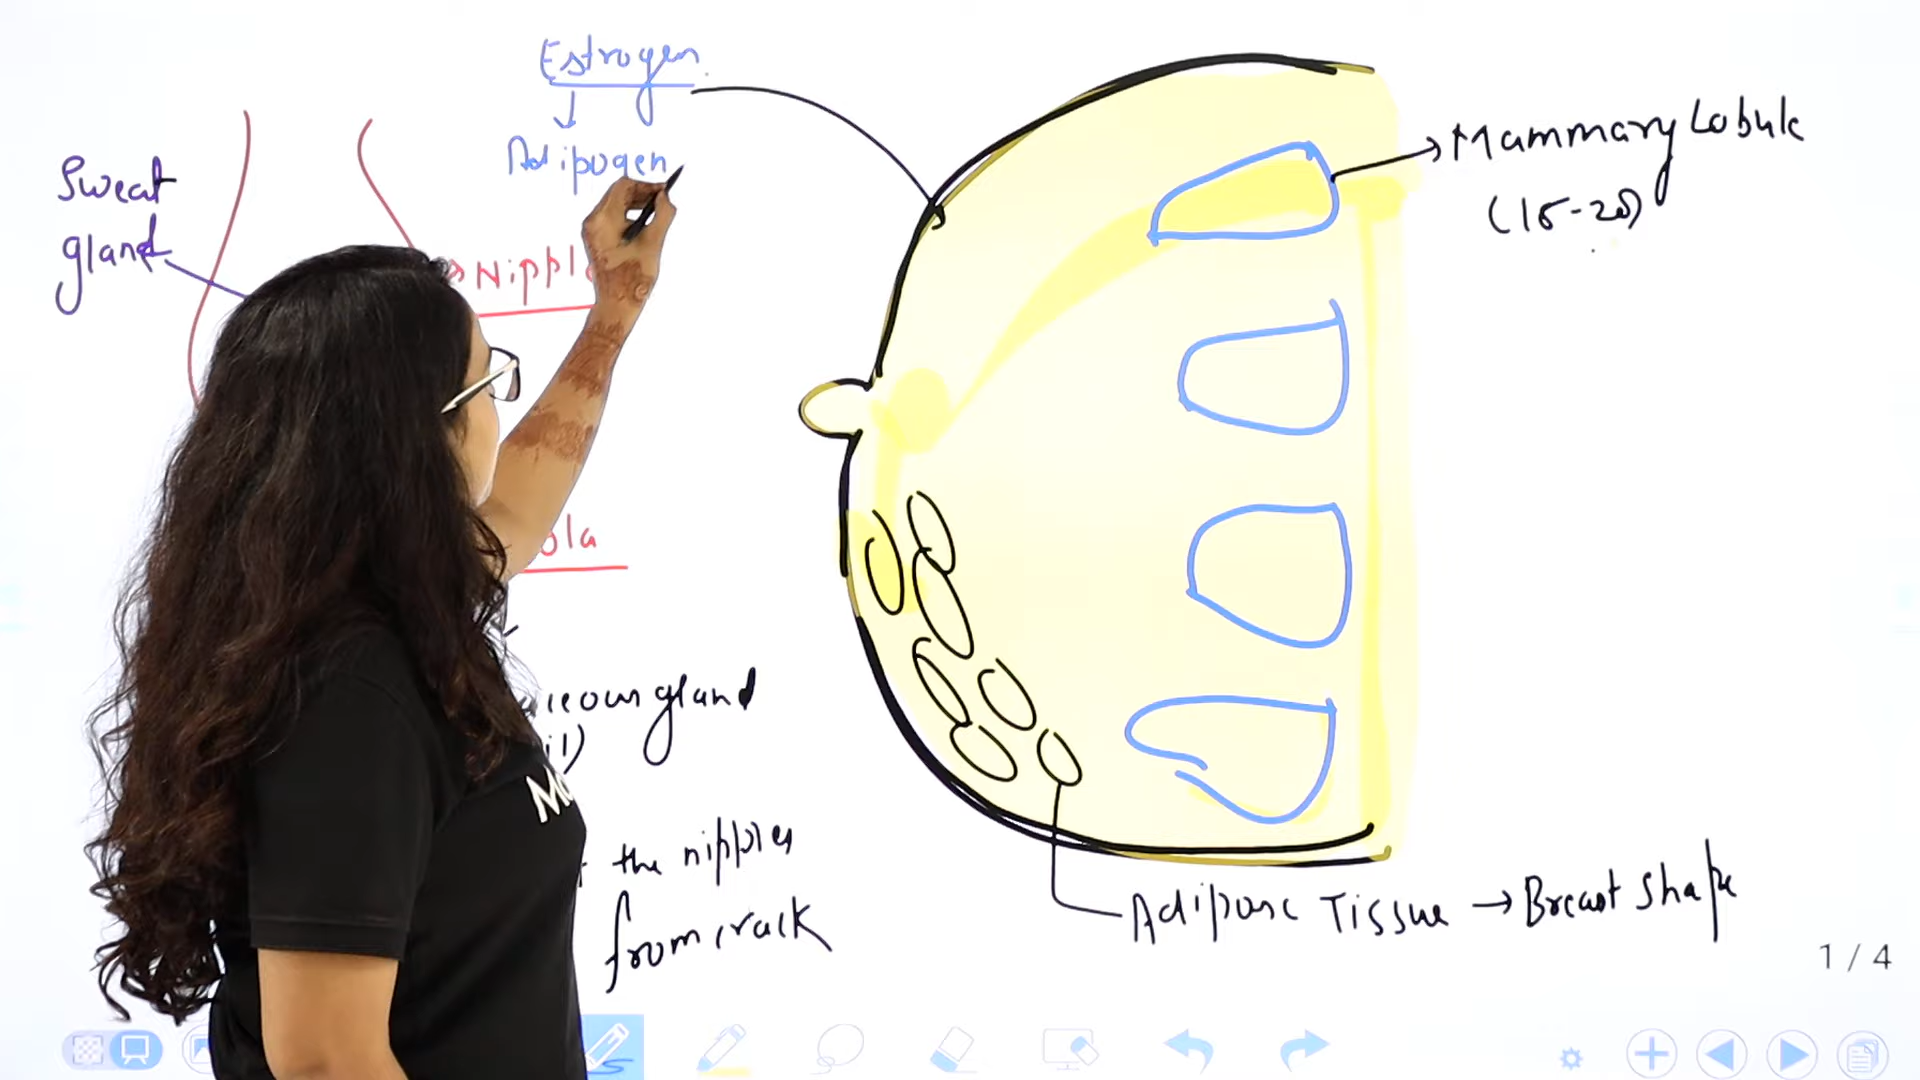 Estrogen
Adipogen
Sweat
gland
Nipple
Mammary Lobule
(15-20)
gland
the nipples
from crack
Adipose Tissue → Breast Shape
1 / 4